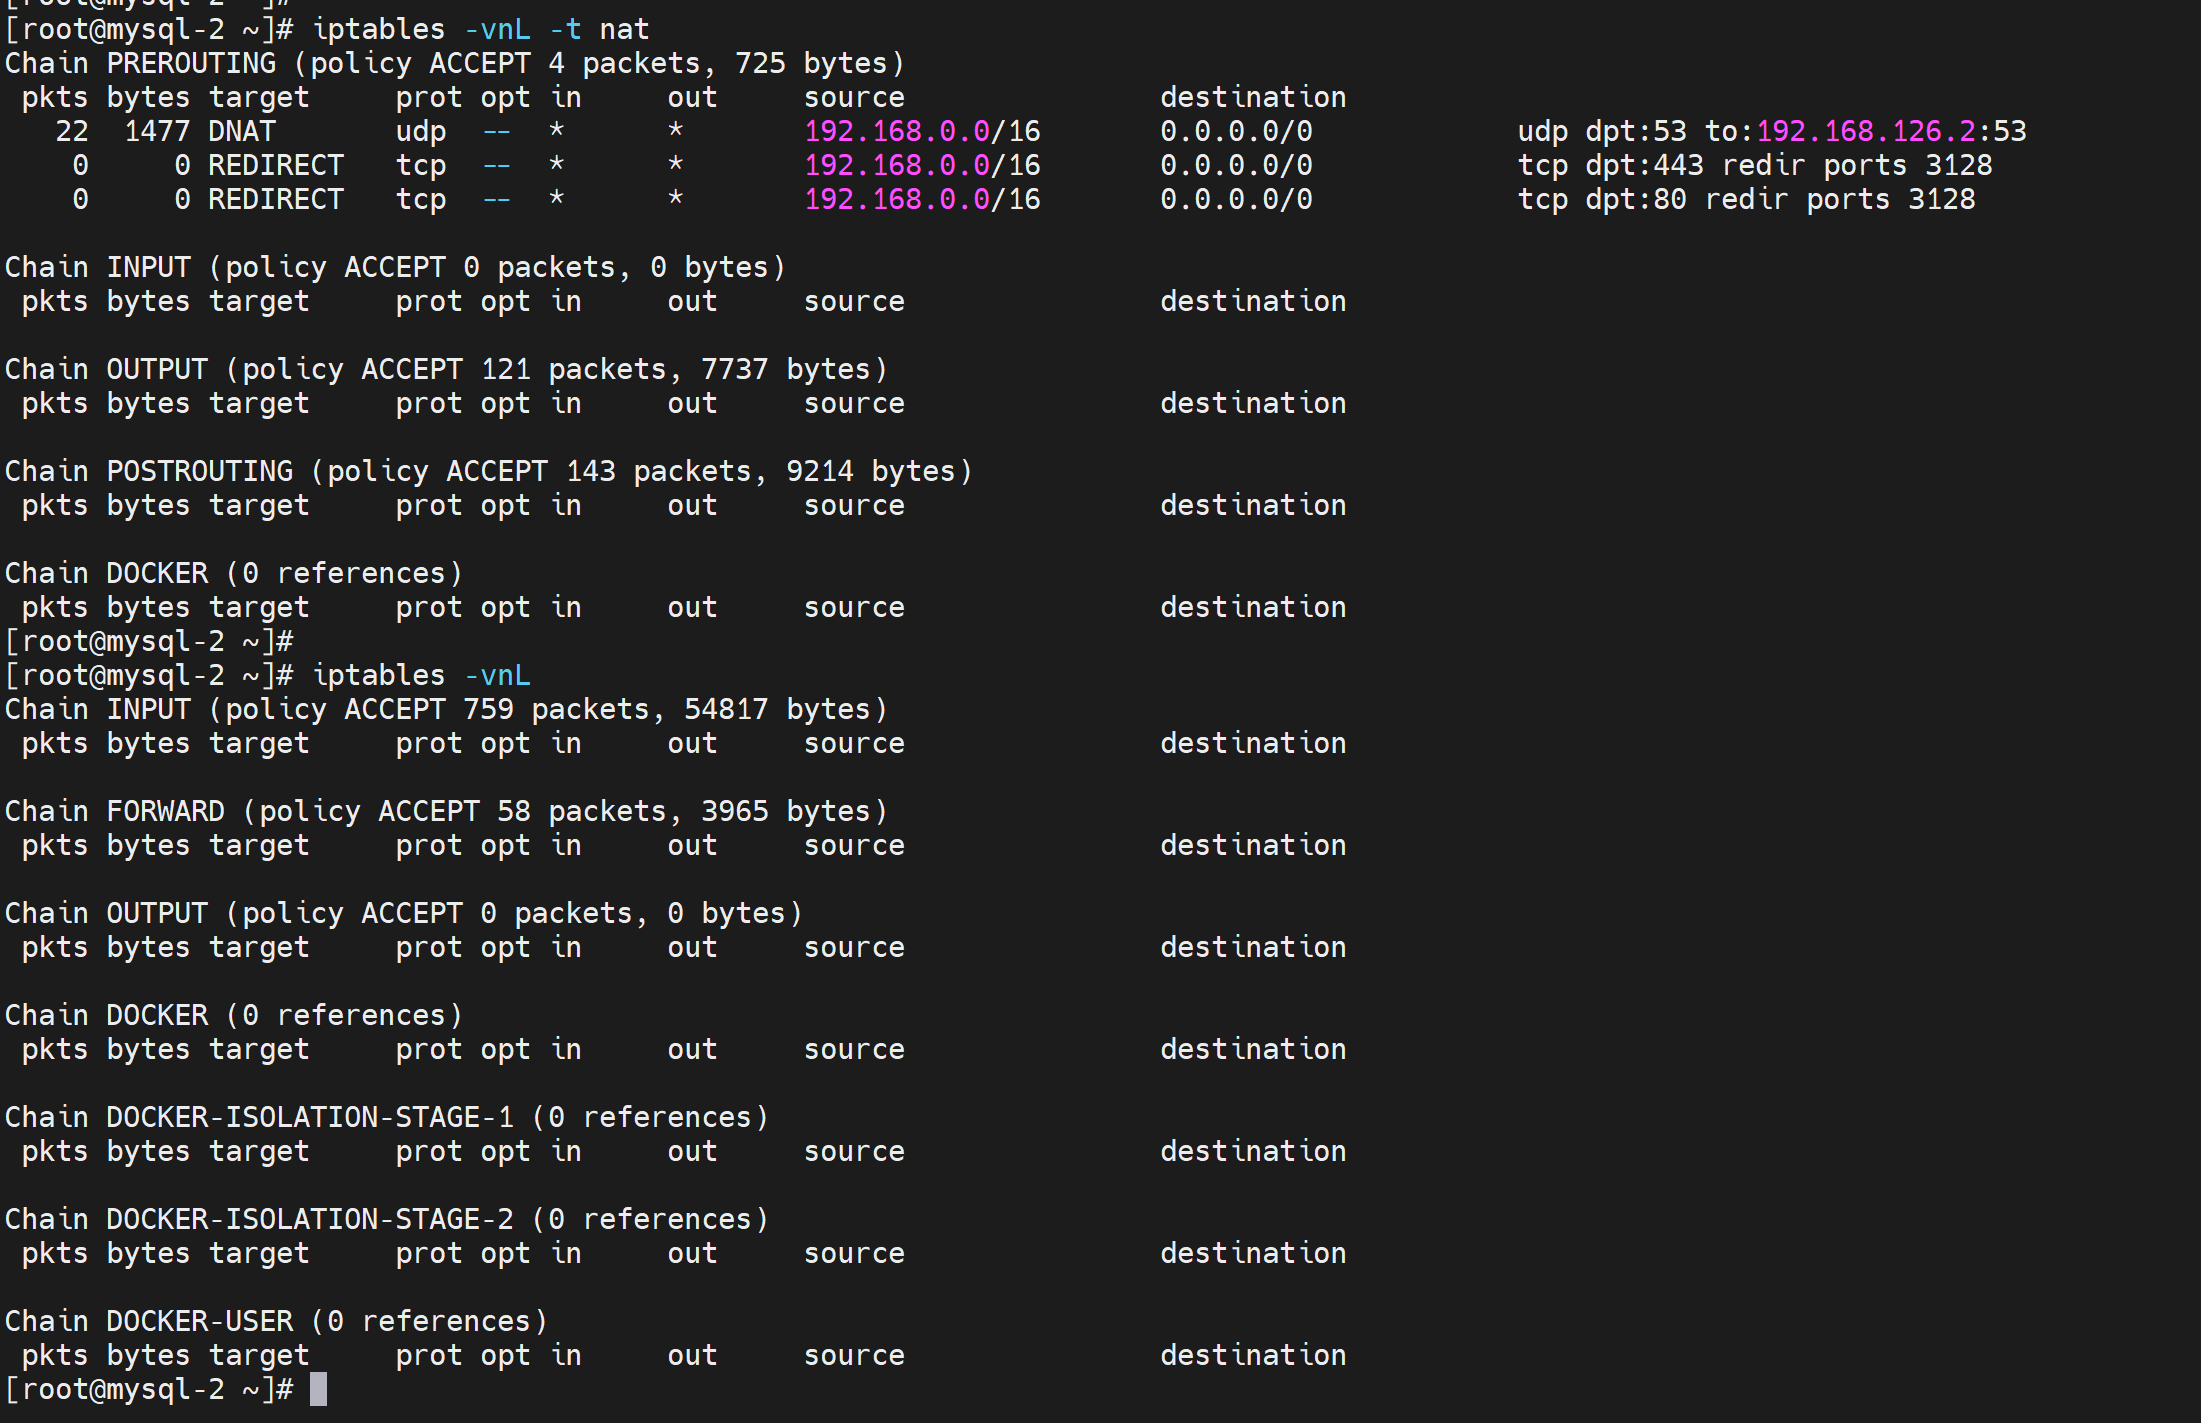 [root@mysql-2 ~]#
[root@mysql-2 ~]# iptables -vnL -t nat
Chain PREROUTING (policy ACCEPT 4 packets, 725 bytes)
 pkts bytes target     prot opt in     out     source               destination
   22  1477 DNAT       udp  --  *      *       192.168.0.0/16       0.0.0.0/0            udp dpt:53 to:192.168.126.2:53
    0     0 REDIRECT   tcp  --  *      *       192.168.0.0/16       0.0.0.0/0            tcp dpt:443 redir ports 3128
    0     0 REDIRECT   tcp  --  *      *       192.168.0.0/16       0.0.0.0/0            tcp dpt:80 redir ports 3128

Chain INPUT (policy ACCEPT 0 packets, 0 bytes)
 pkts bytes target     prot opt in     out     source               destination

Chain OUTPUT (policy ACCEPT 121 packets, 7737 bytes)
 pkts bytes target     prot opt in     out     source               destination

Chain POSTROUTING (policy ACCEPT 143 packets, 9214 bytes)
 pkts bytes target     prot opt in     out     source               destination

Chain DOCKER (0 references)
 pkts bytes target     prot opt in     out     source               destination
[root@mysql-2 ~]#
[root@mysql-2 ~]# iptables -vnL
Chain INPUT (policy ACCEPT 759 packets, 54817 bytes)
 pkts bytes target     prot opt in     out     source               destination

Chain FORWARD (policy ACCEPT 58 packets, 3965 bytes)
 pkts bytes target     prot opt in     out     source               destination

Chain OUTPUT (policy ACCEPT 0 packets, 0 bytes)
 pkts bytes target     prot opt in     out     source               destination

Chain DOCKER (0 references)
 pkts bytes target     prot opt in     out     source               destination

Chain DOCKER-ISOLATION-STAGE-1 (0 references)
 pkts bytes target     prot opt in     out     source               destination

Chain DOCKER-ISOLATION-STAGE-2 (0 references)
 pkts bytes target     prot opt in     out     source               destination

Chain DOCKER-USER (0 references)
 pkts bytes target     prot opt in     out     source               destination
[root@mysql-2 ~]#